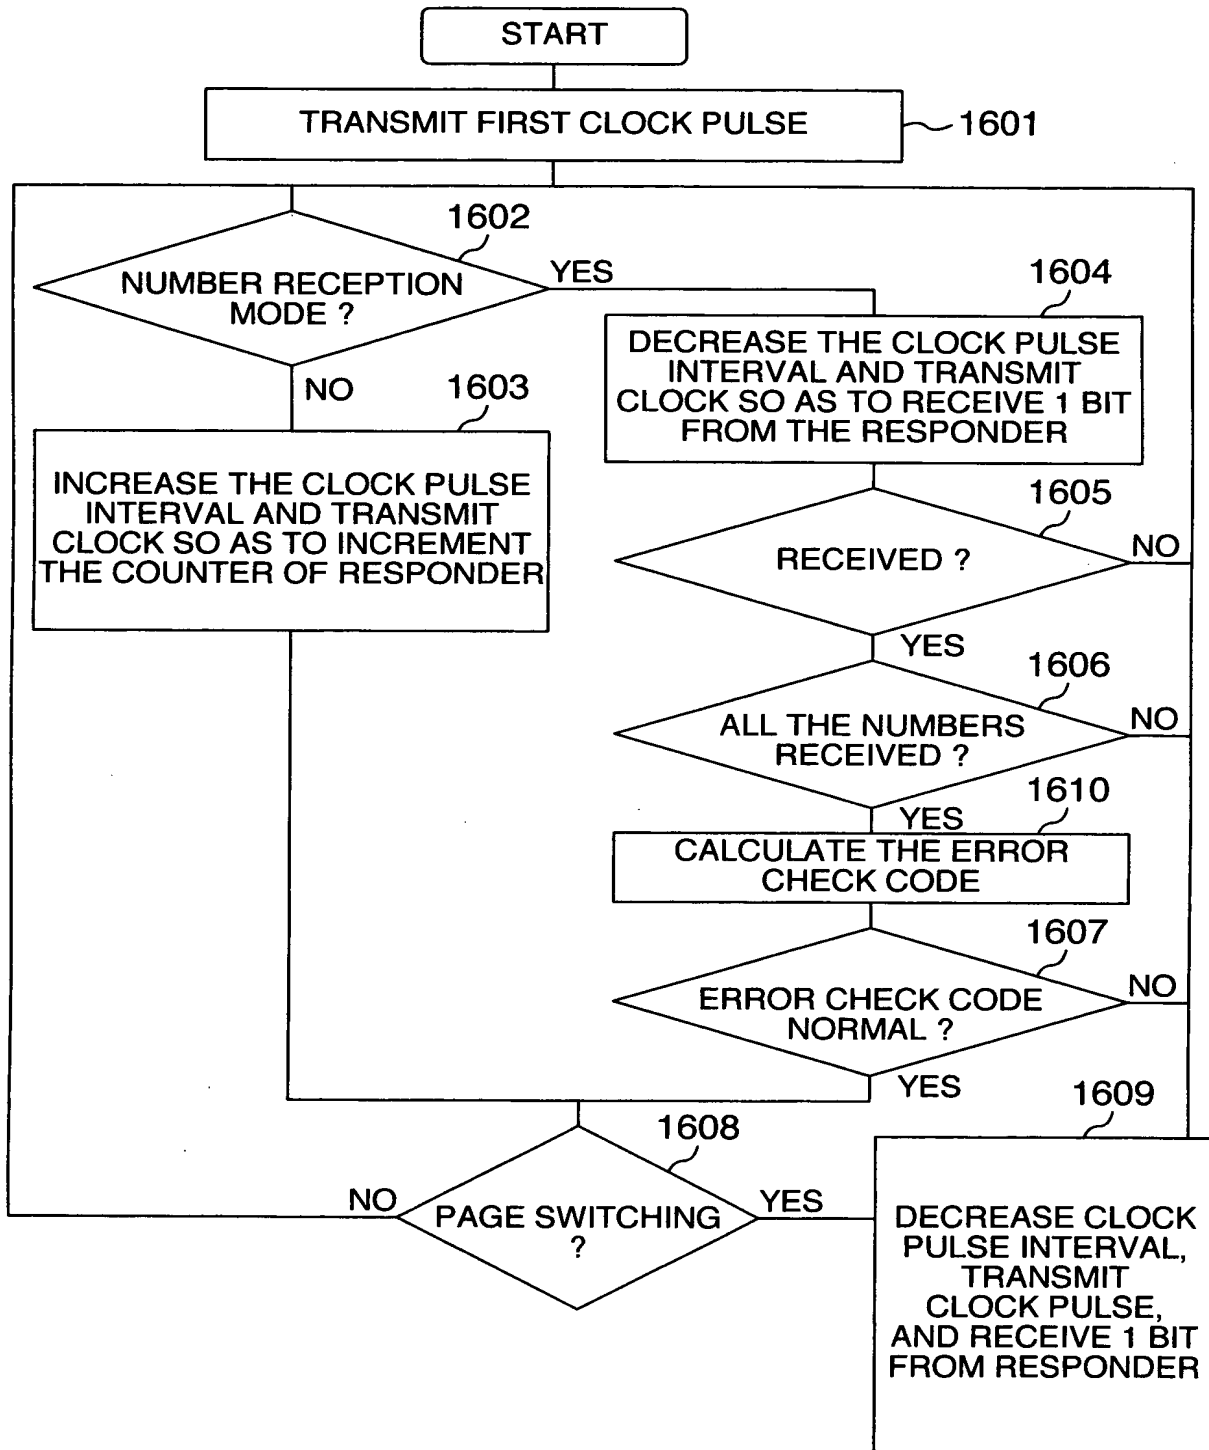 START
TRANSMIT FIRST CLOCK PULSE
1601
1602
NUMBER RECEPTION
MODE ?
YES
NO
1603
INCREASE THE CLOCK PULSE
INTERVAL AND TRANSMIT
CLOCK SO AS TO INCREMENT
THE COUNTER OF RESPONDER
1604
DECREASE THE CLOCK PULSE
INTERVAL AND TRANSMIT
CLOCK SO AS TO RECEIVE 1 BIT
FROM THE RESPONDER
1605
RECEIVED ?
NO
YES
1606
ALL THE NUMBERS
RECEIVED ?
NO
YES
1610
CALCULATE THE ERROR
CHECK CODE
1607
ERROR CHECK CODE
NORMAL ?
NO
YES
1608
PAGE SWITCHING
?
NO
YES
1609
DECREASE CLOCK
PULSE INTERVAL,
TRANSMIT
CLOCK PULSE,
AND RECEIVE 1 BIT
FROM RESPONDER